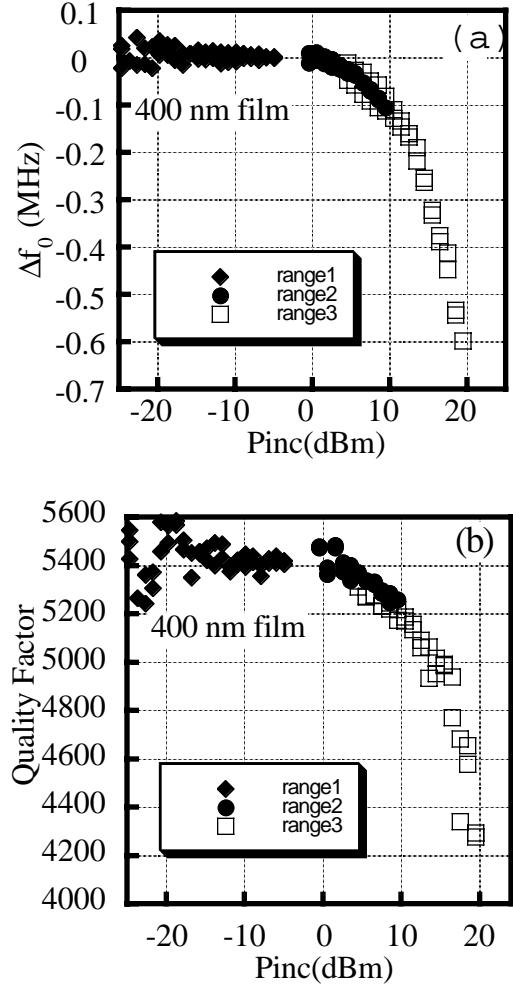 0.1
(a)
0
-0.1
400 nm film
-0.2
-0.3
-0.4
-0.5
-0.6
-0.7
Δf_0 (MHz)
range1
range2
range3
-20 -10 0 10 20
Pinc(dBm)
5600
(b)
5400
5200
400 nm film
5000
4800
4600
4400
4200
4000
Quality Factor
range1
range2
range3
-20 -10 0 10 20
Pinc(dBm)